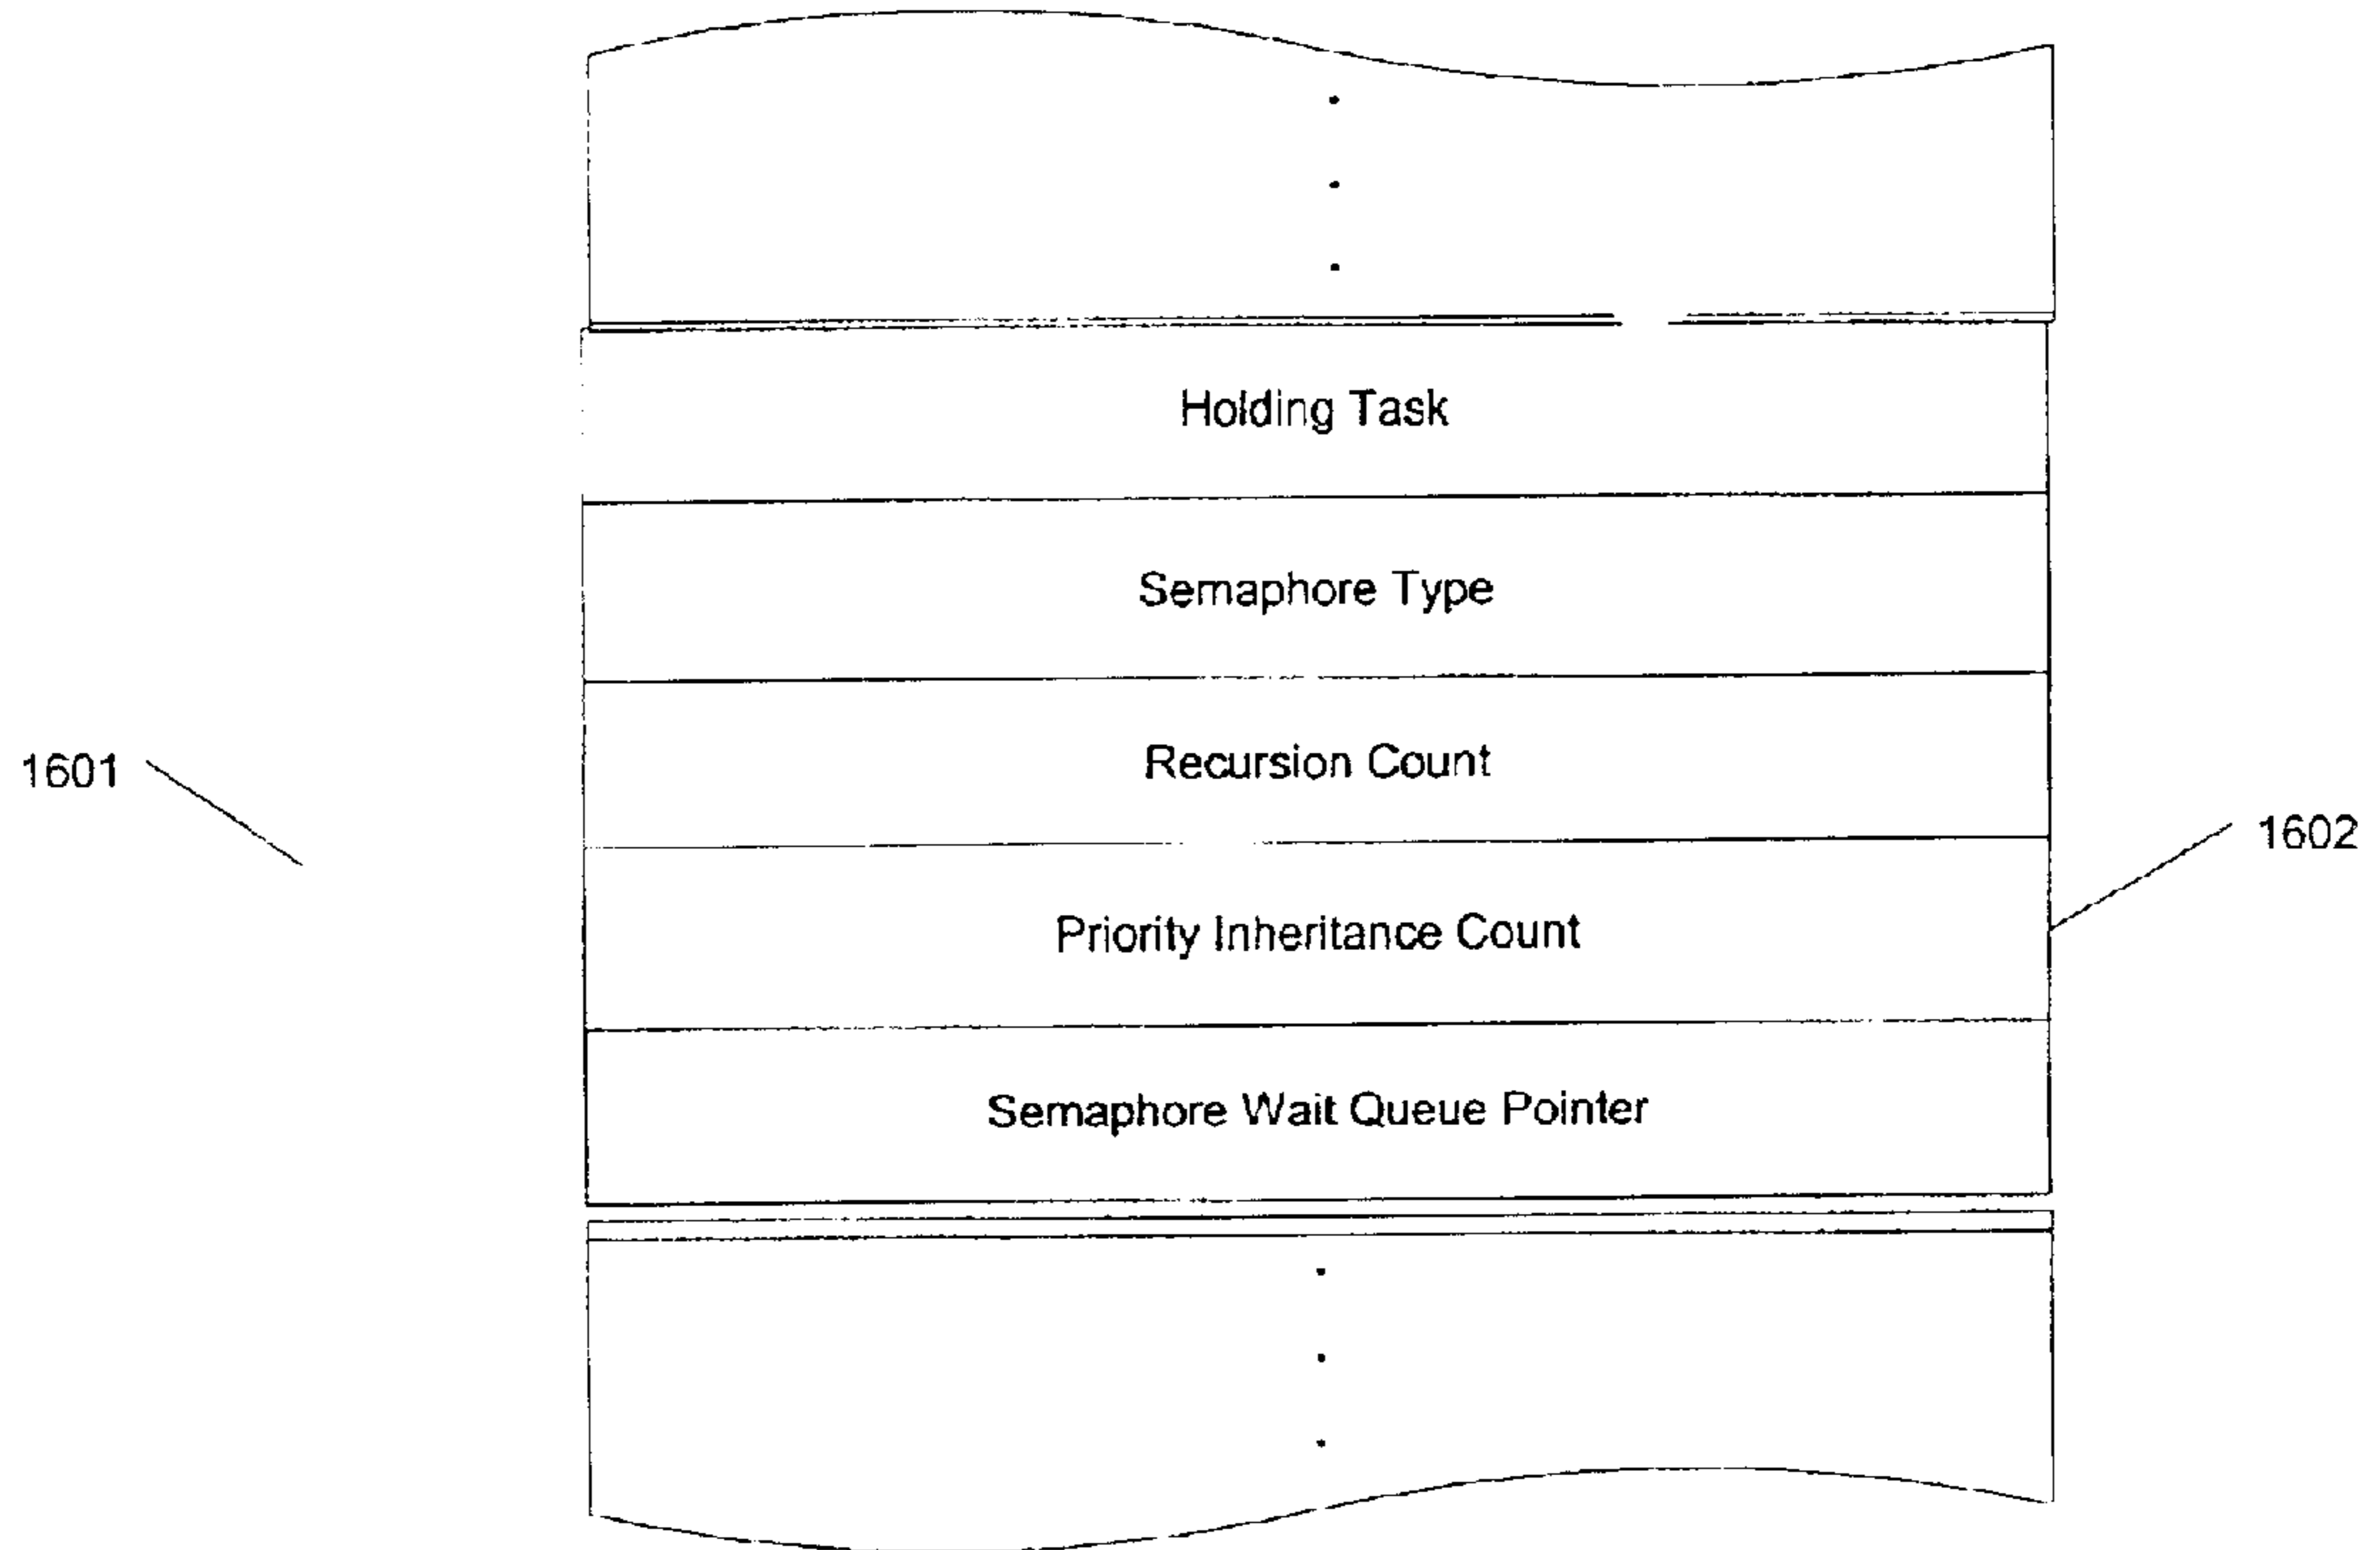 Holding Task
Semaphore Type
Recursion Count
1601
1602
Priority Inheritance Count
Semaphore Wait Queue Pointer